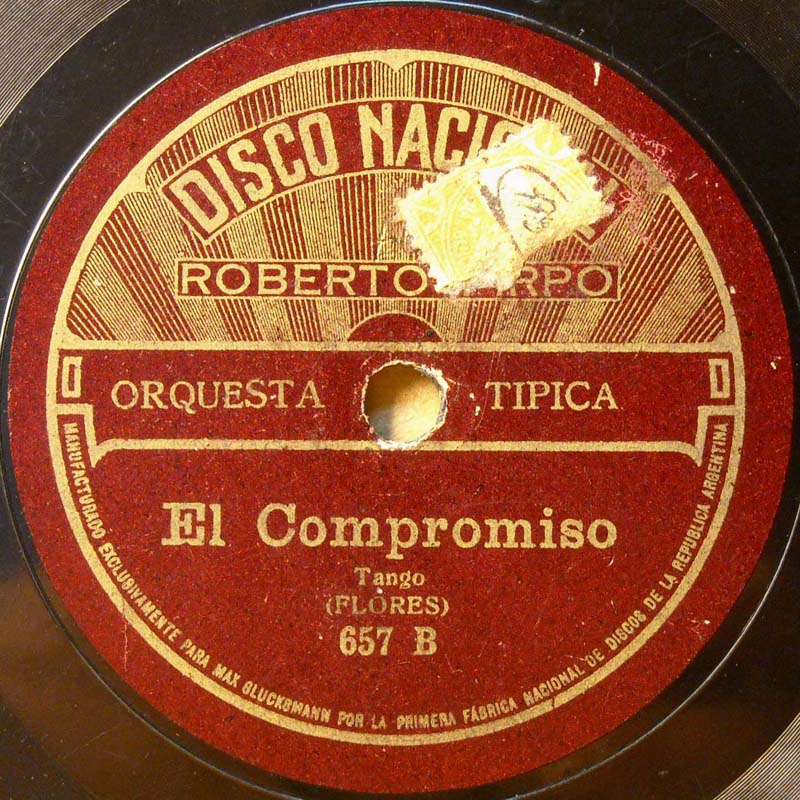 DISCO
ROBERTO
ORQUESTA TIPICA
El Compromiso
Tango
(FLORES)
657 B
MANUFACTURADO EXCLUSIVAMENTE PARA MAX GLUCKSMANN POR LA PRIMERA FÁBRICA NACIONAL DE DISCOS DE LA REPUBLICA ARGENTINA